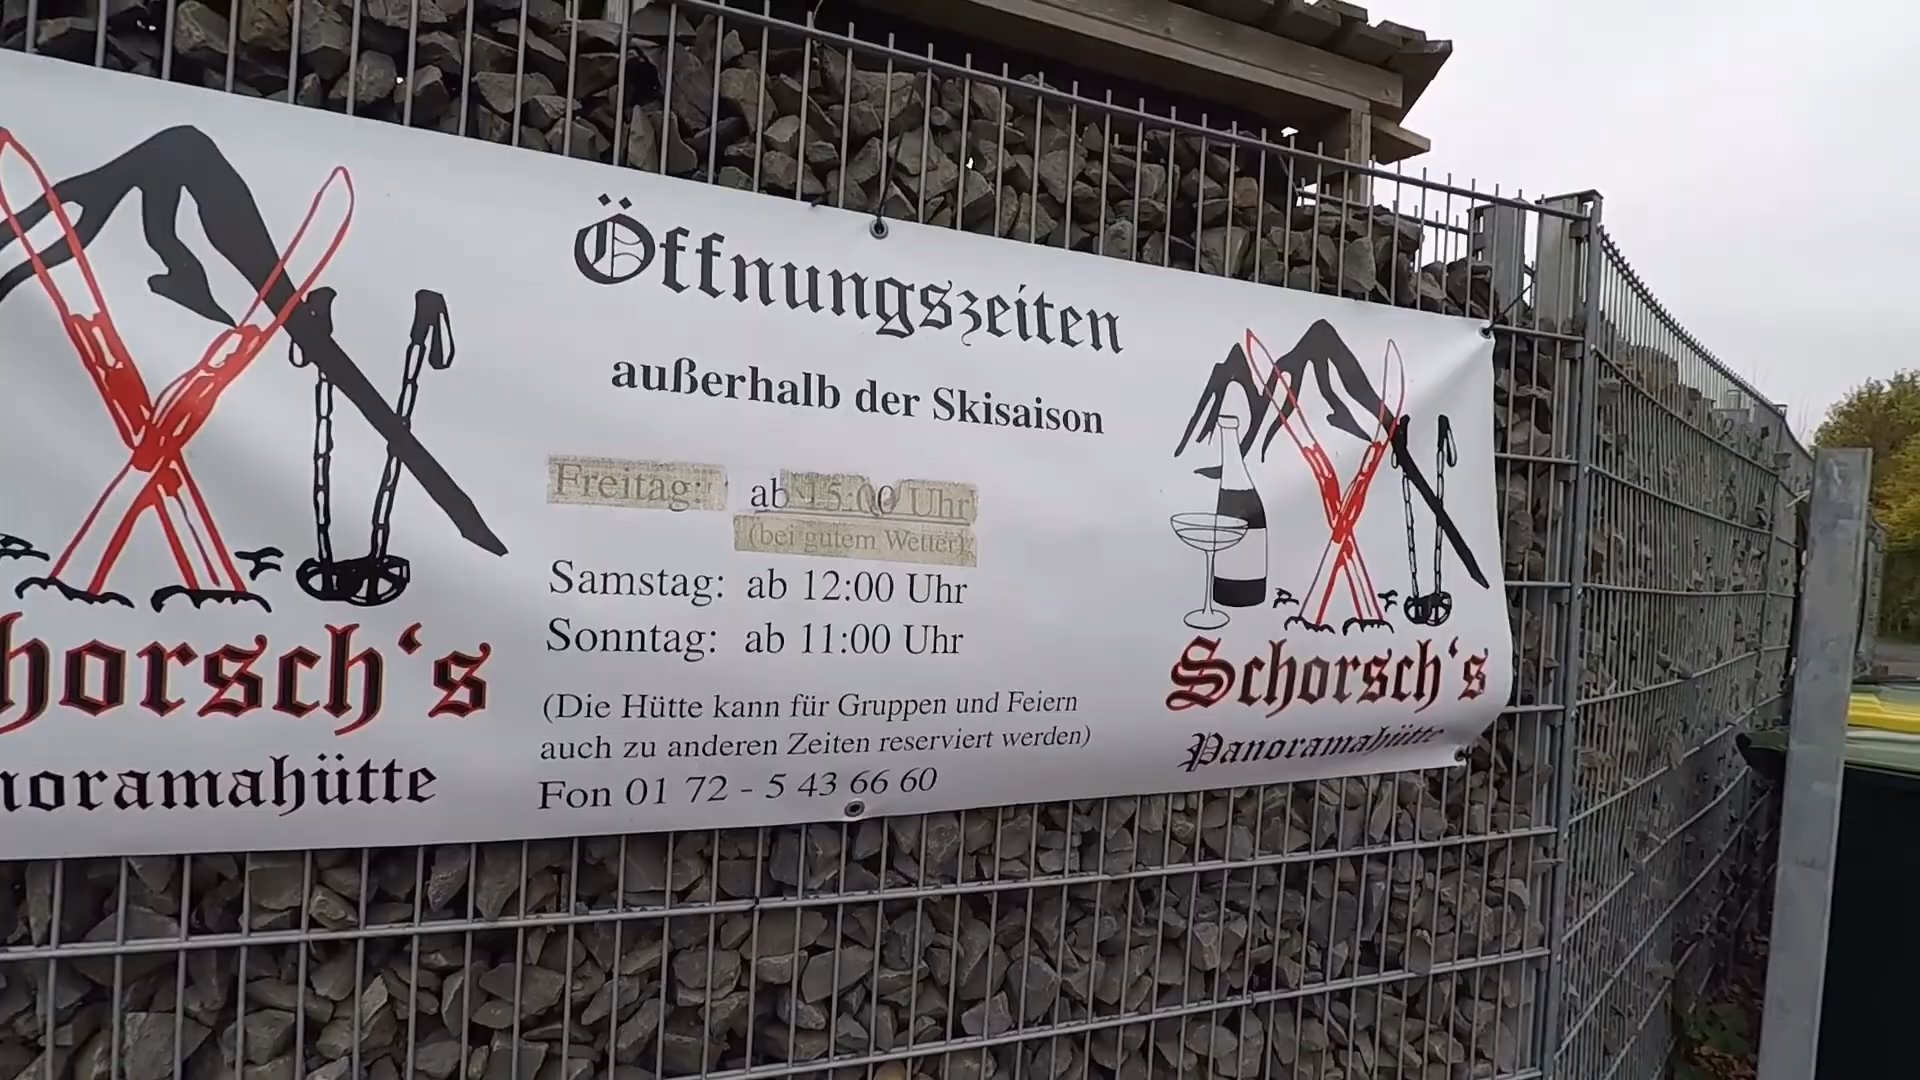 Öffnungszeiten
außerhalb der Skisaison
Freitag: ab 15:00 Uhr
(bei gutem Wetter)
Samstag: ab 12:00 Uhr
Sonntag: ab 11:00 Uhr
(Die Hütte kann für Gruppen und Feiern
auch zu anderen Zeiten reserviert werden)
Fon 01 72 - 5 43 66 60
horsch‘s
noramahütte
Schorsch‘s
Panoramahütte